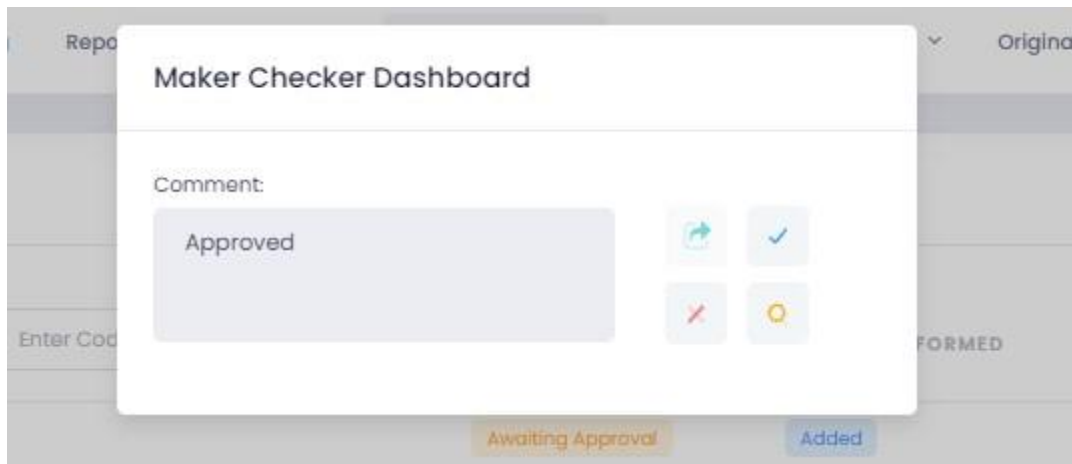 Repo
Origina
Maker Checker Dashboard
Comment:
Approved
Enter Cod
FORMED
Awaiting Approval
Added